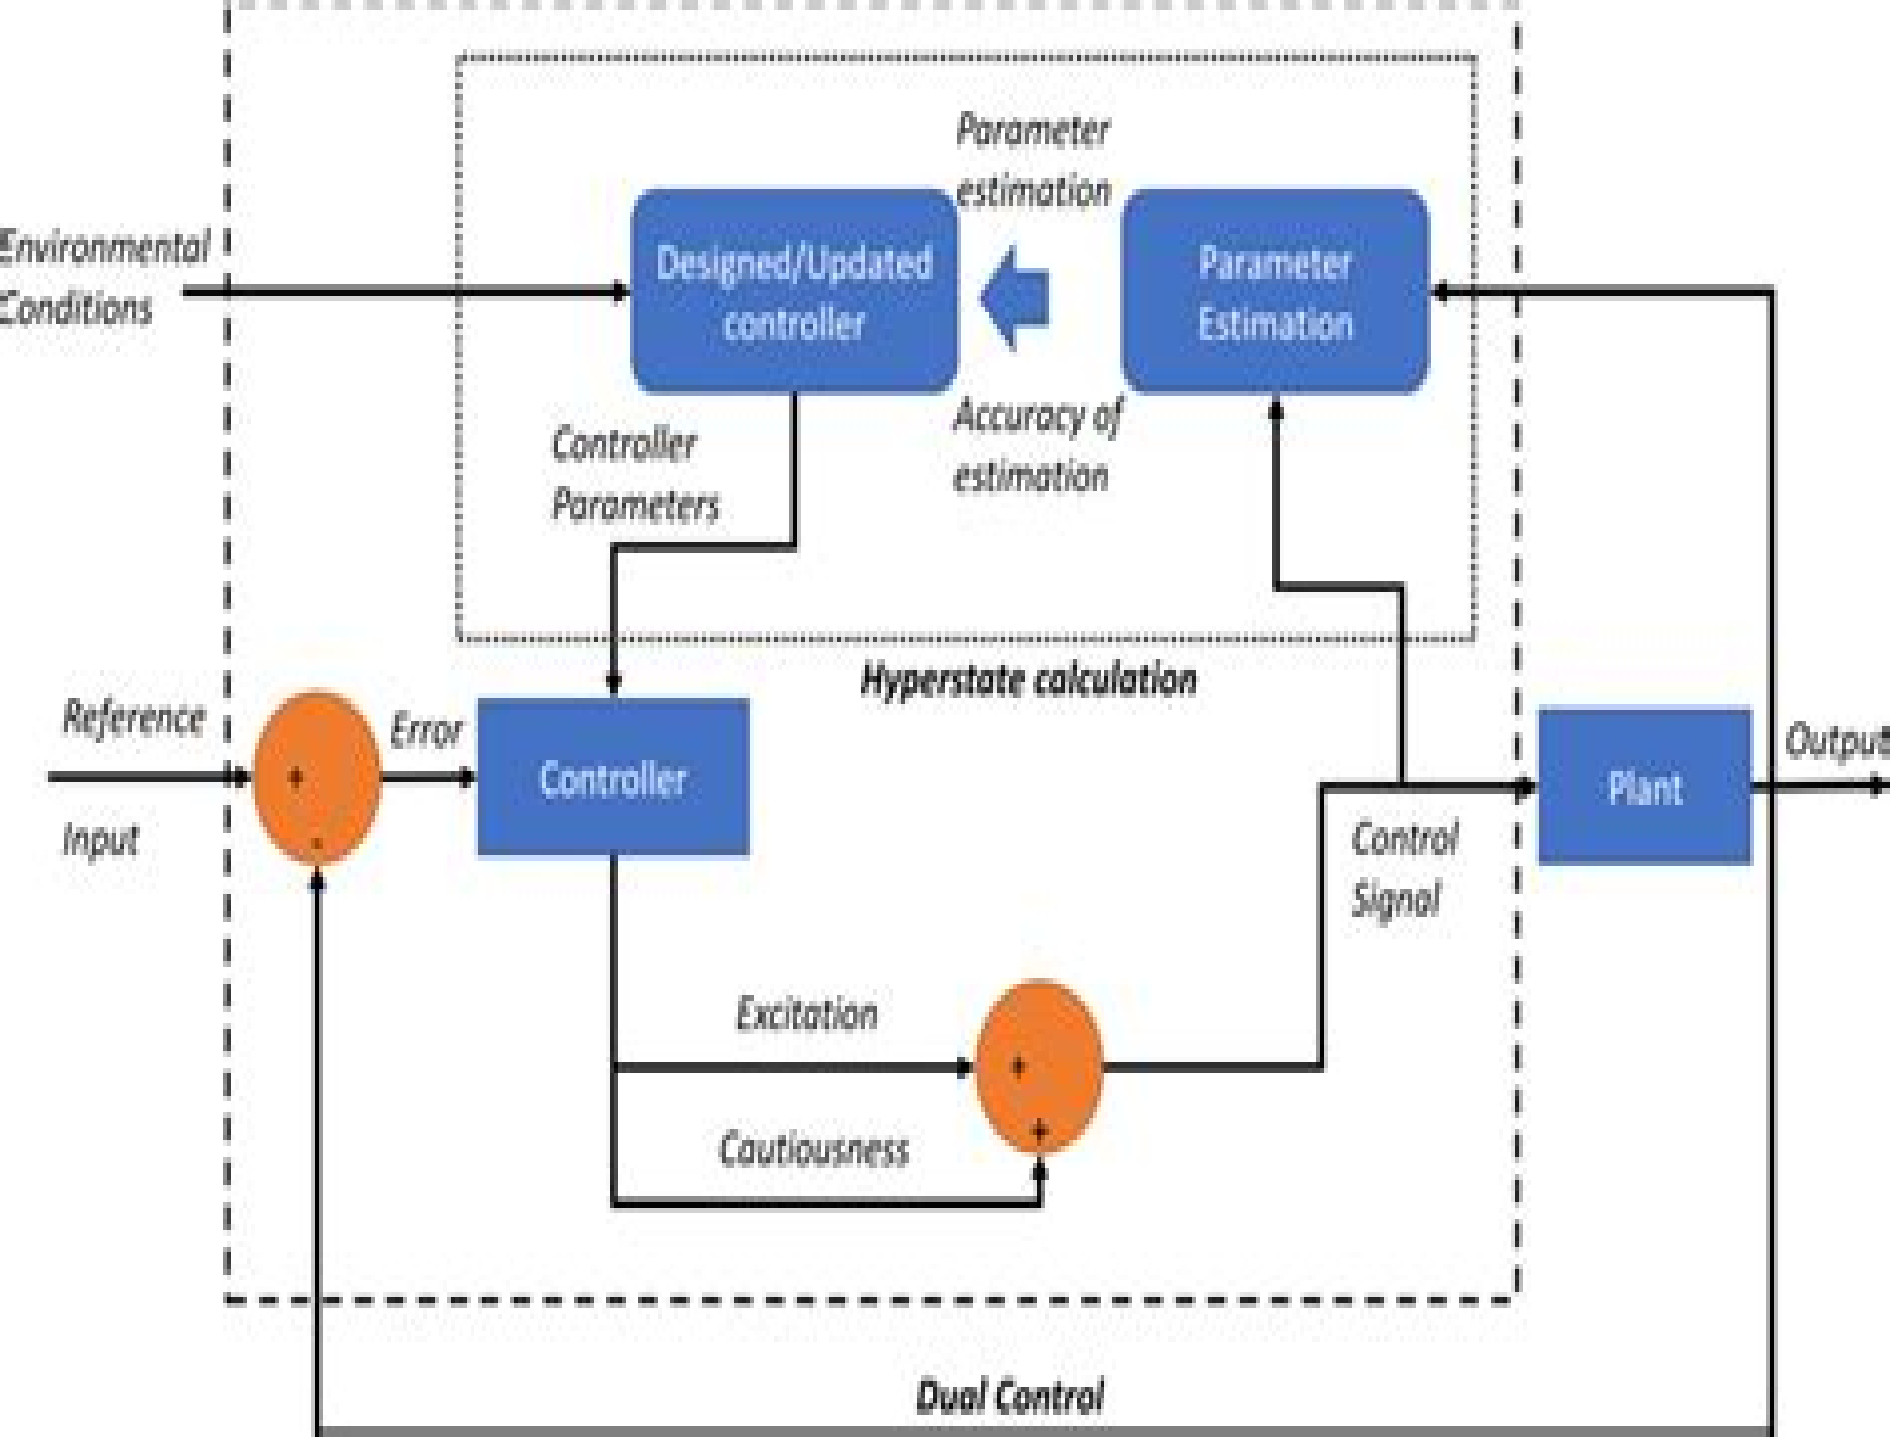 Parameter
estimation
Environmental
Conditions
Designed/Updated
controller
Parameter
Estimation
Accuracy of
estimation
Controller
Parameters
Hyperstate calculation
Reference
Input
+
-
Error
Controller
Plant
Output
Control
Signal
Excitation
+
+
Cautiousness
Dual Control